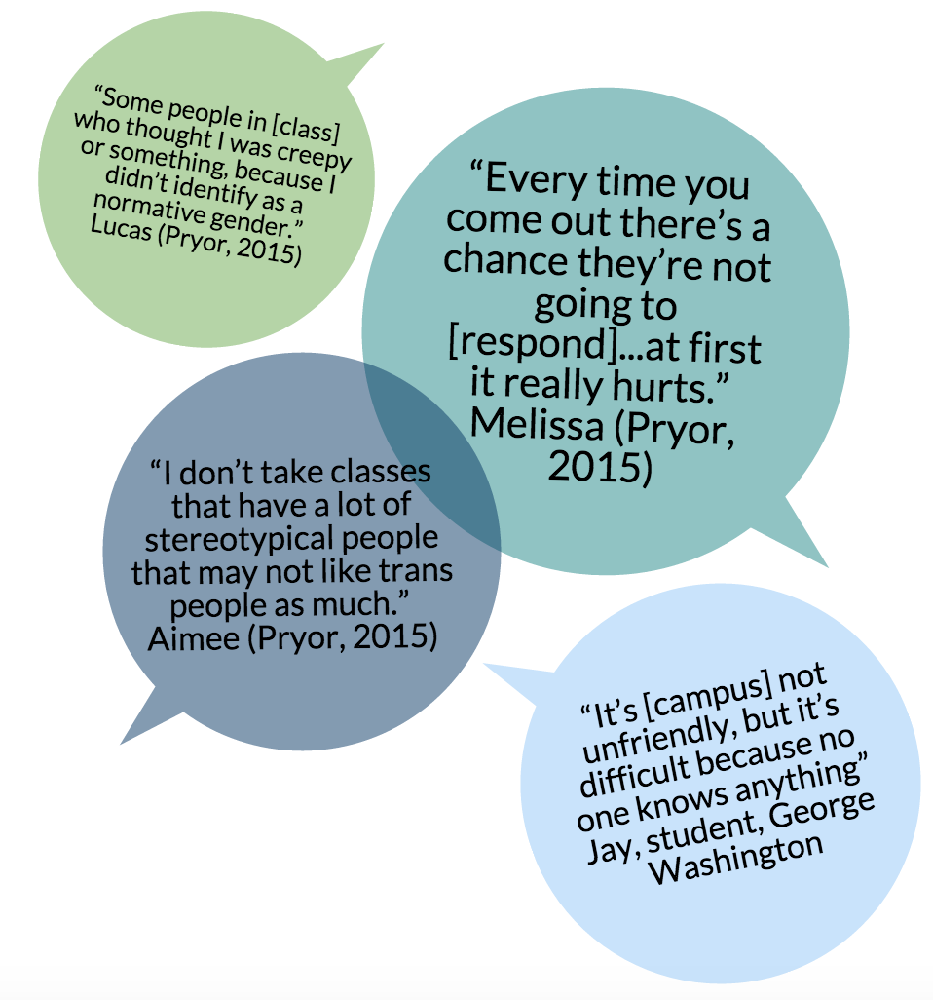 “Some people in [class]
who thought I was creepy
or something, because I
didn’t identify as a
normative gender.”
Lucas (Pryor, 2015)
“Every time you
come out there’s a
chance they’re not
going to
[respond]...at first
it really hurts.”
Melissa (Pryor,
2015)
“I don’t take classes
that have a lot of
stereotypical people
that may not like trans
people as much.”
Aimee (Pryor, 2015)
“It’s [campus] not
unfriendly, but it’s
difficult because no
one knows anything”
Jay, student, George
Washington